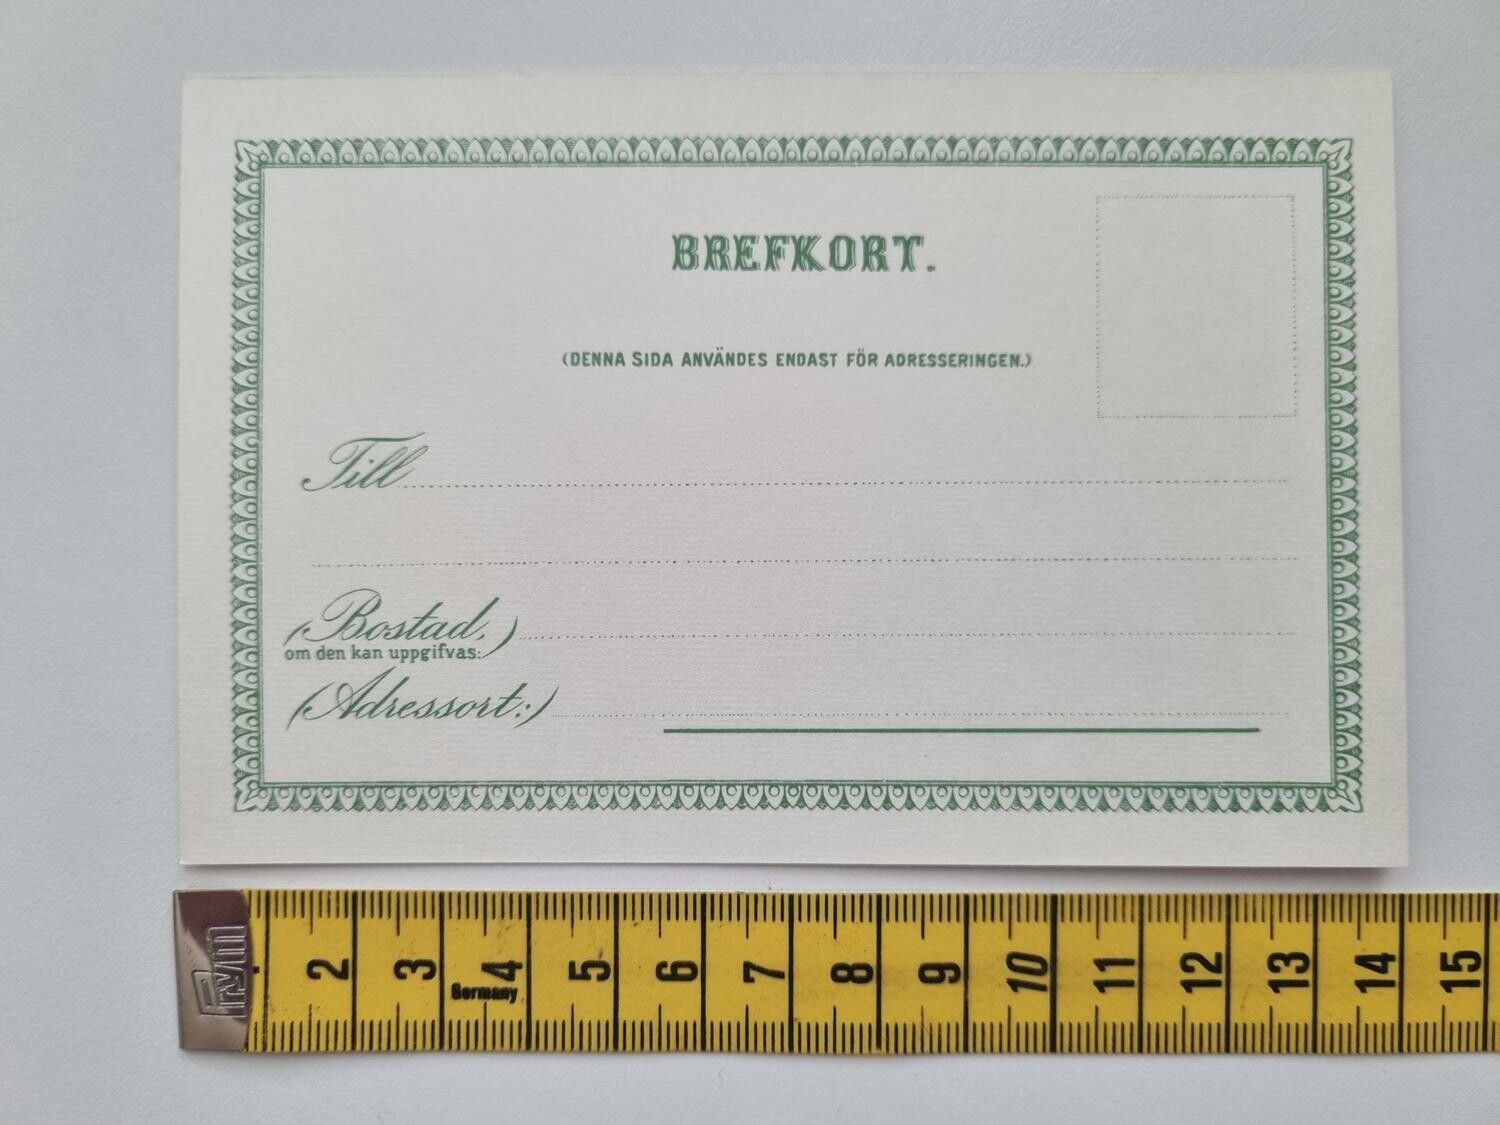 BREFKORT.
(DENNA SIDA ANVÄNDES ENDAST FÖR ADRESSERINGEN.)
Till
(Bostad,)
om den kan uppgifvas:
(Adressort:)
Prym
2 3 4 5 6 7 8 9 10 11 12 13 14 15
Germany